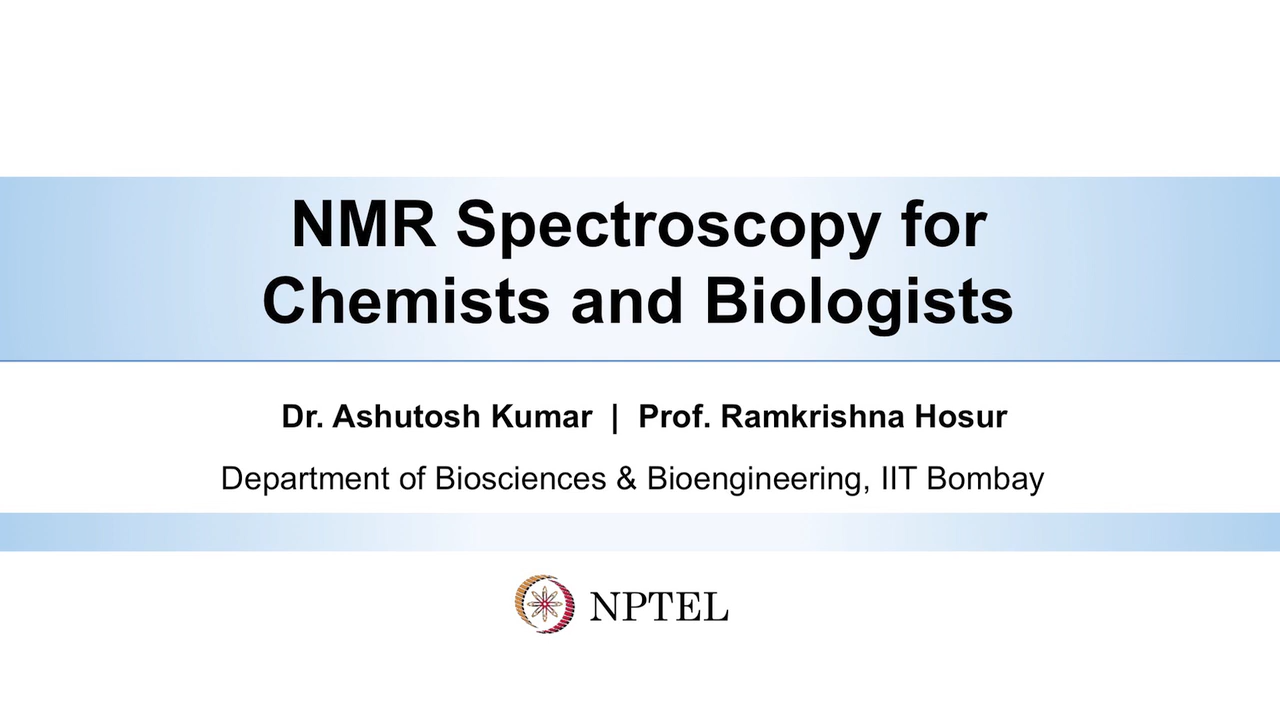 NMR Spectroscopy for
Chemists and Biologists
Dr. Ashutosh Kumar | Prof. Ramkrishna Hosur
Department of Biosciences & Bioengineering, IIT Bombay
NPTEL